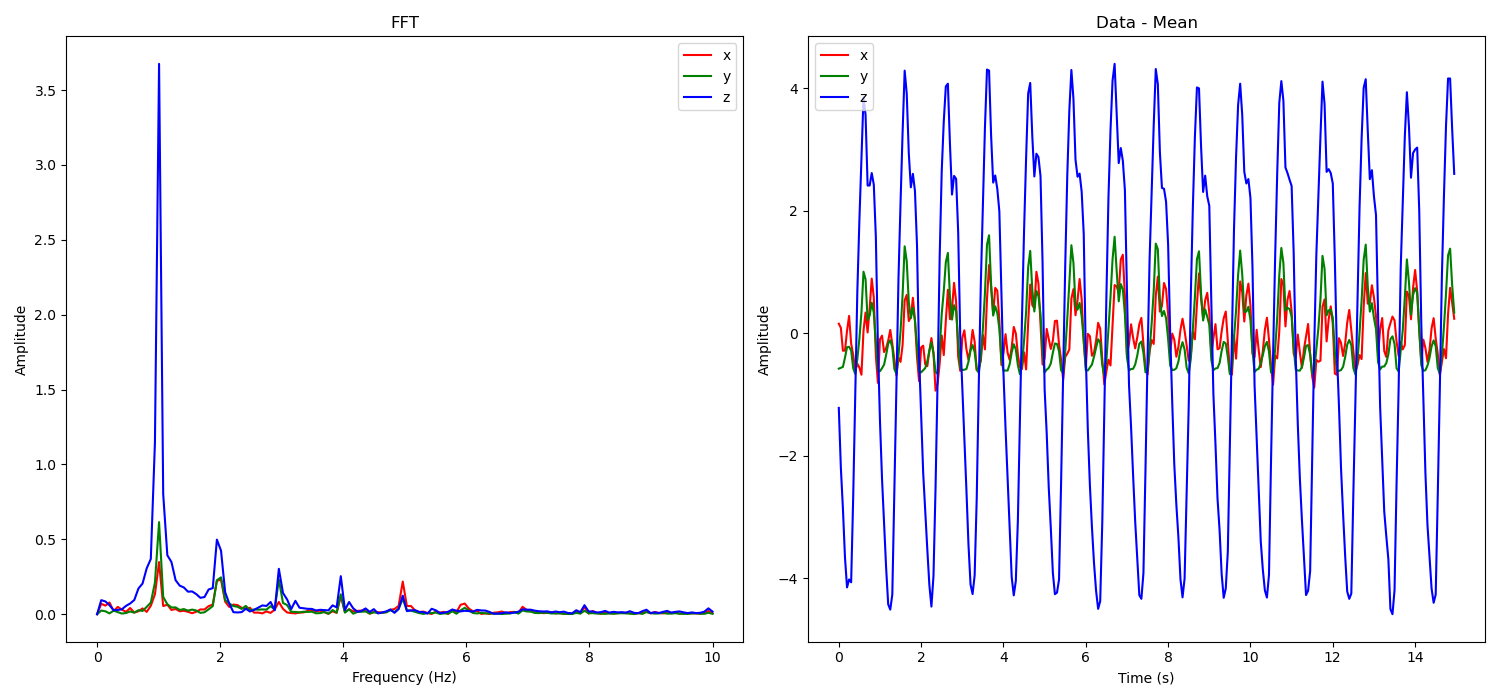 FFT
x
y
z
3.5
3.0
2.5
2.0
1.5
1.0
0.5
0.0
Amplitude
0 2 4 6 8 10
Frequency (Hz)
Data - Mean
x
y
z
4
2
0
−2
−4
Amplitude
0 2 4 6 8 10 12 14
Time (s)